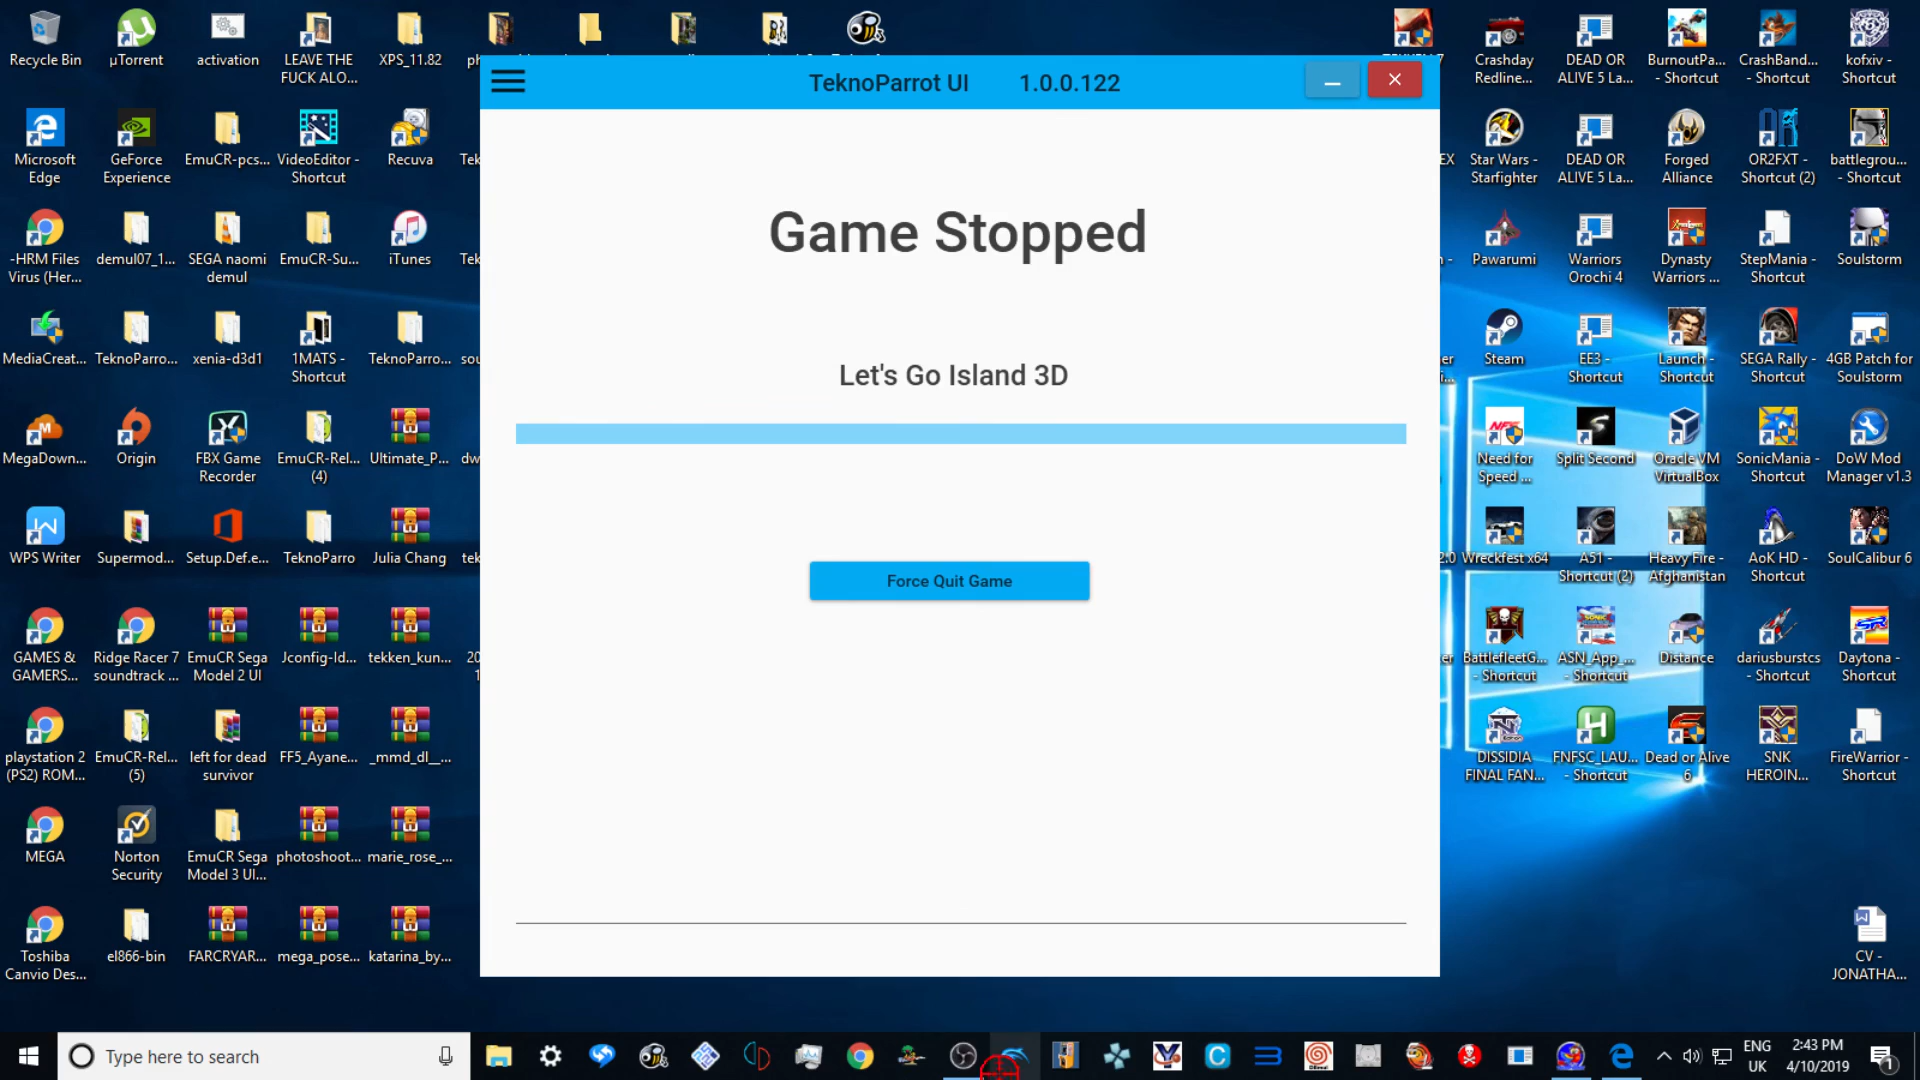 TeknoParrot UI 1.0.0.122
Game Stopped
Let's Go Island 3D
Force Quit Game
Recycle Bin
µTorrent
activation
LEAVE THE
FUCK ALO...
XPS_11.82
Microsoft
Edge
GeForce
Experience
EmuCR-pcs...
VideoEditor -
Shortcut
Recuva
-HRM Files
Virus (Her...
demul07_1...
SEGA naomi
demul
EmuCR-Su...
iTunes
MediaCreat...
TeknoParro...
xenia-d3d1
1MATS -
Shortcut
TeknoParro...
MegaDown...
Origin
FBX Game
Recorder
EmuCR-Rel...
(4)
Ultimate_P...
WPS Writer
Supermod...
Setup.Def.e...
TeknoParro
Julia Chang
GAMES &
GAMERS...
Ridge Racer 7
soundtrack ...
EmuCR Sega
Model 2 UI
Jconfig-Id...
tekken_kun...
playstation 2
(PS2) ROM...
EmuCR-Rel...
(5)
left for dead
survivor
FF5_Ayane...
_mmd_dl__...
MEGA
Norton
Security
EmuCR Sega
Model 3 UI...
photoshoot...
marie_rose_...
Toshiba
Canvio Des...
el866-bin
FARCRYAR...
mega_pose...
katarina_by...
Crashday
Redline...
DEAD OR
ALIVE 5 La...
BurnoutPa...
- Shortcut
CrashBand...
- Shortcut
kofxiv -
Shortcut
Star Wars -
Starfighter
DEAD OR
ALIVE 5 La...
Forged
Alliance
OR2FXT -
Shortcut (2)
battlegrou...
- Shortcut
Pawarumi
Warriors
Orochi 4
Dynasty
Warriors ...
StepMania -
Shortcut
Soulstorm
Steam
EE3 -
Shortcut
Launch -
Shortcut
SEGA Rally -
Shortcut
4GB Patch for
Soulstorm
Need for
Speed ...
Split Second
Oracle VM
VirtualBox
SonicMania -
Shortcut
DoW Mod
Manager v1.3
Wreckfest x64
A51 -
Shortcut (2)
Heavy Fire -
Afghanistan
AoK HD -
Shortcut
SoulCalibur 6
BattlefleetG...
- Shortcut
ASN_App_...
- Shortcut
Distance
dariusburstcs
- Shortcut
Daytona -
Shortcut
DISSIDIA
FINAL FAN...
FNFSC_LAU...
- Shortcut
Dead or Alive
6
SNK
HEROIN...
FireWarrior -
Shortcut
CV -
JONATHA...
Type here to search
ENG
UK
2:43 PM
4/10/2019
1